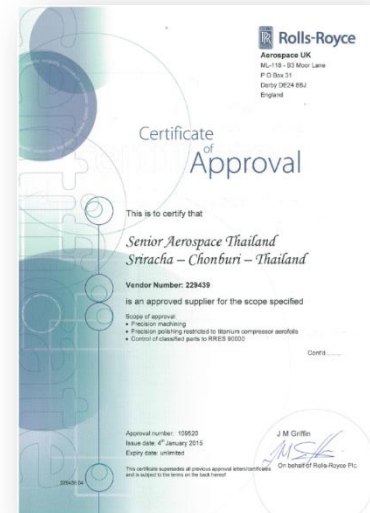 Rolls-Royce
Aerospace UK
ML-118 - B3 Moor Lane
P O Box 31
Derby DE24 8BJ
England
Certificate
of
Approval
This is to certify that
Senior Aerospace Thailand
Sriracha – Chonburi – Thailand
Vendor Number: 229439
is an approved supplier for the scope specified
Scope of approval:
• Precision machining
• Precision polishing restricted to titanium compressor aerofoils
• Control of classified parts to RRES 90000
Contd.......
Approval number: 109520
Issue date: 4th January 2015
Expiry date: unlimited
J M Griffin
On behalf of Rolls-Royce Plc.
This certificate supersedes all previous approval letters/certificates
and is subject to the terms on the back hereof